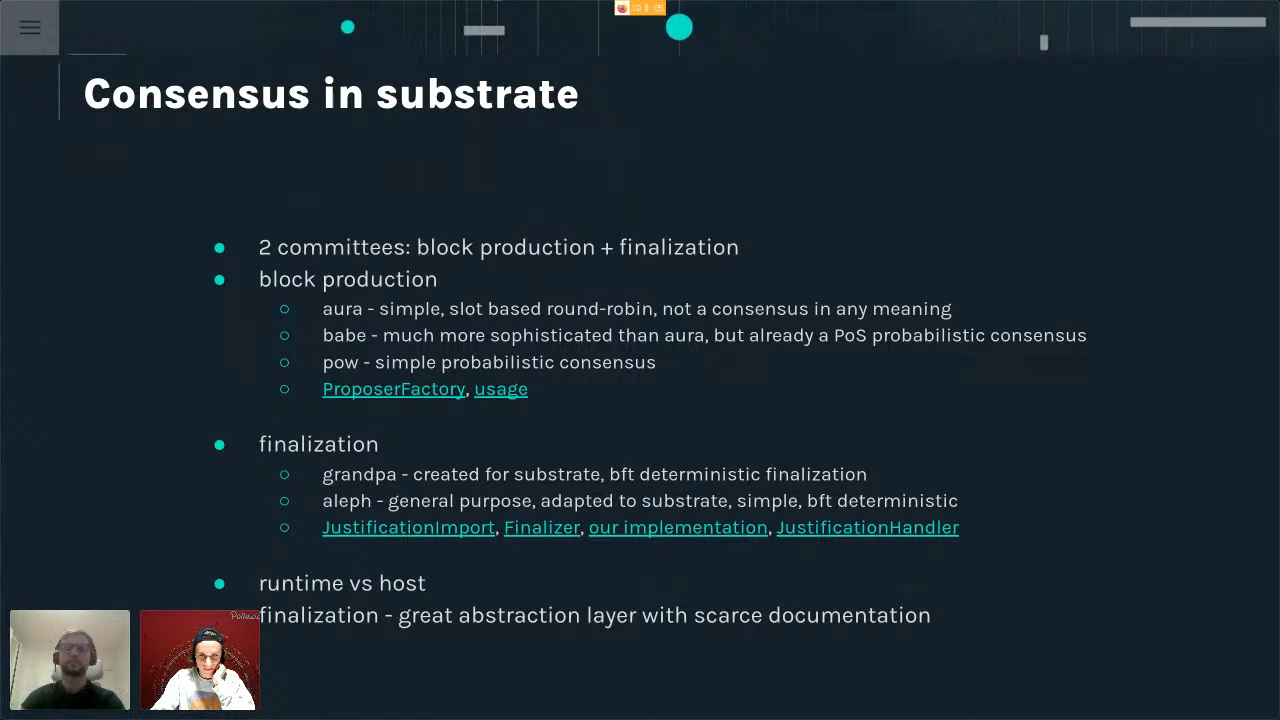 Consensus in substrate
2 committees: block production + finalization
block production
aura - simple, slot based round-robin, not a consensus in any meaning
babe - much more sophisticated than aura, but already a PoS probabilistic consensus
pow - simple probabilistic consensus
ProposerFactory, usage
finalization
grandpa - created for substrate, bft deterministic finalization
aleph - general purpose, adapted to substrate, simple, bft deterministic
JustificationImport, Finalizer, our implementation, JustificationHandler
runtime vs host
finalization - great abstraction layer with scarce documentation